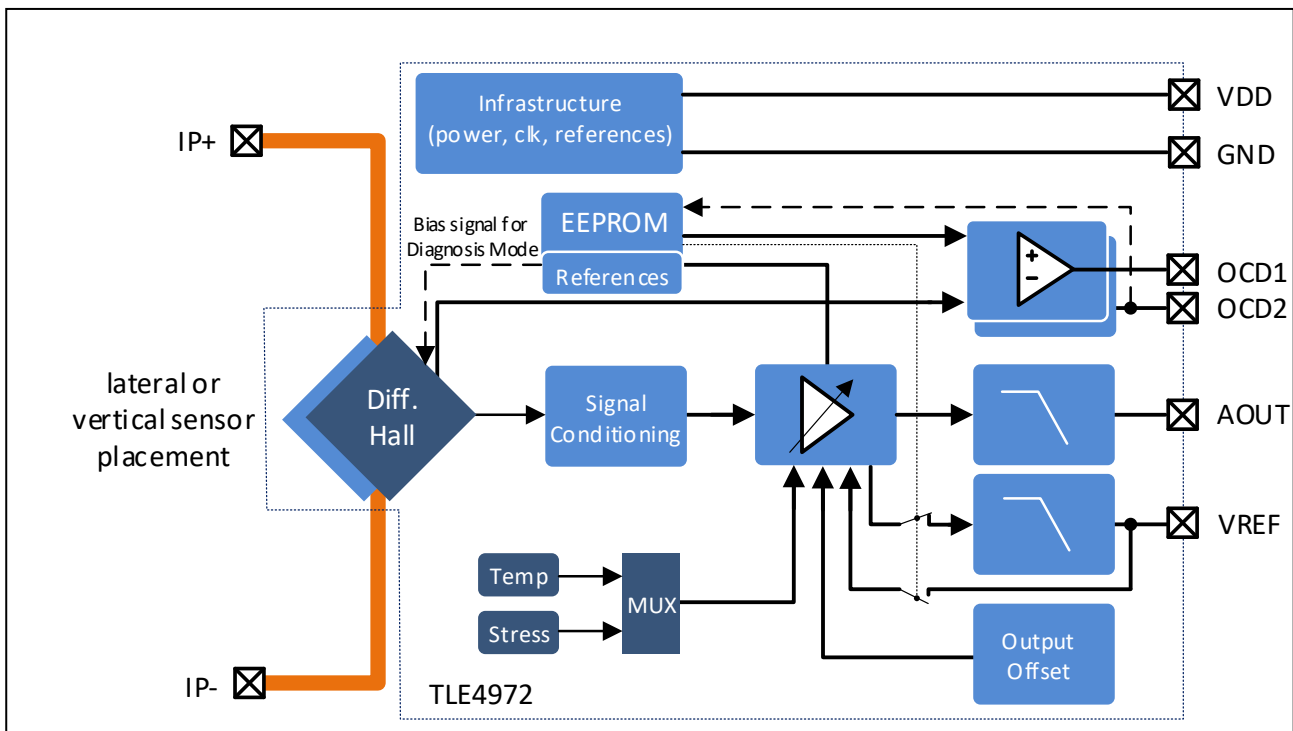 Infrastructure
(power, clk, references)
VDD
GND
IP+
Bias signal for
Diagnosis Mode
EEPROM
References
+
-
OCD1
OCD2
lateral or
vertical sensor
placement
Diff.
Hall
Signal
Conditioning
AOUT
VREF
Temp
Stress
MUX
Output
Offset
IP-
TLE4972